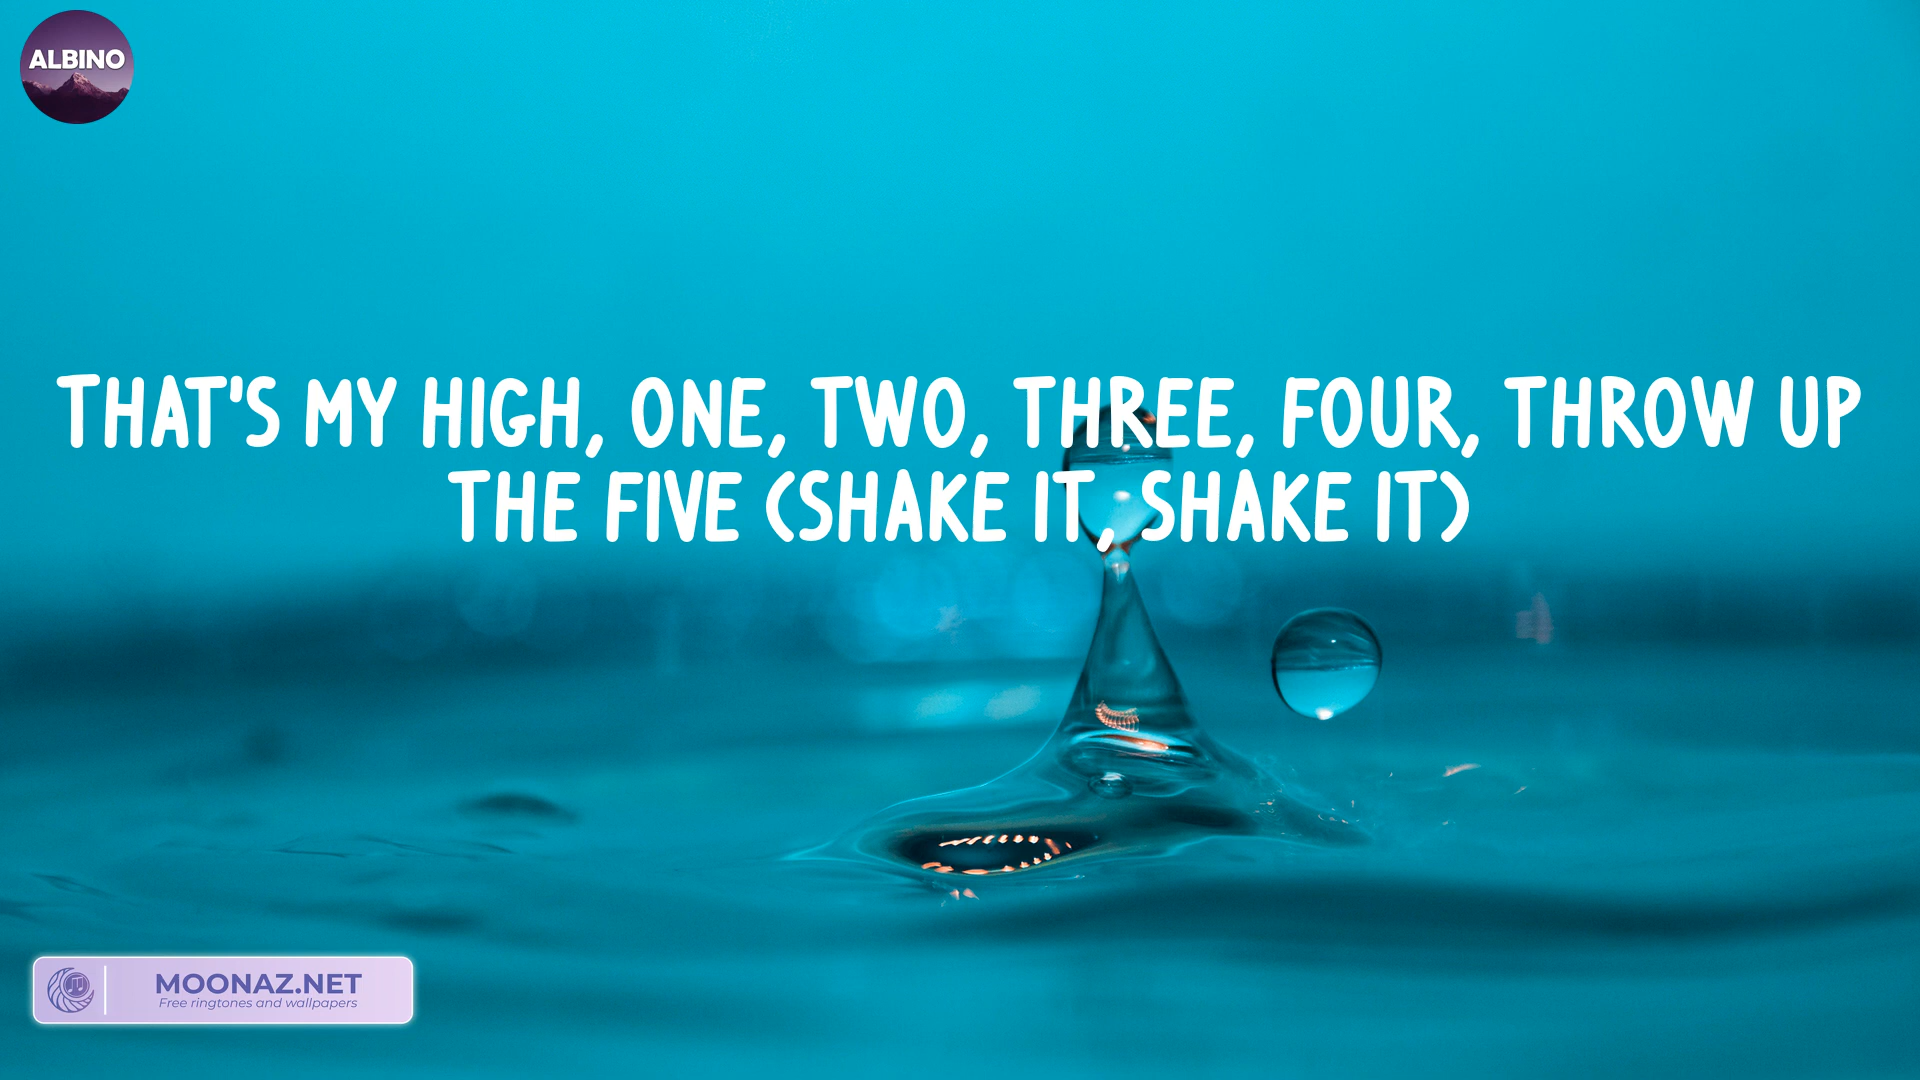 ALBINO
THAT'S MY HIGH, ONE, TWO, THREE, FOUR, THROW UP
THE FIVE (SHAKE IT, SHAKE IT)
MOONAZ.NET
Free ringtones and wallpapers